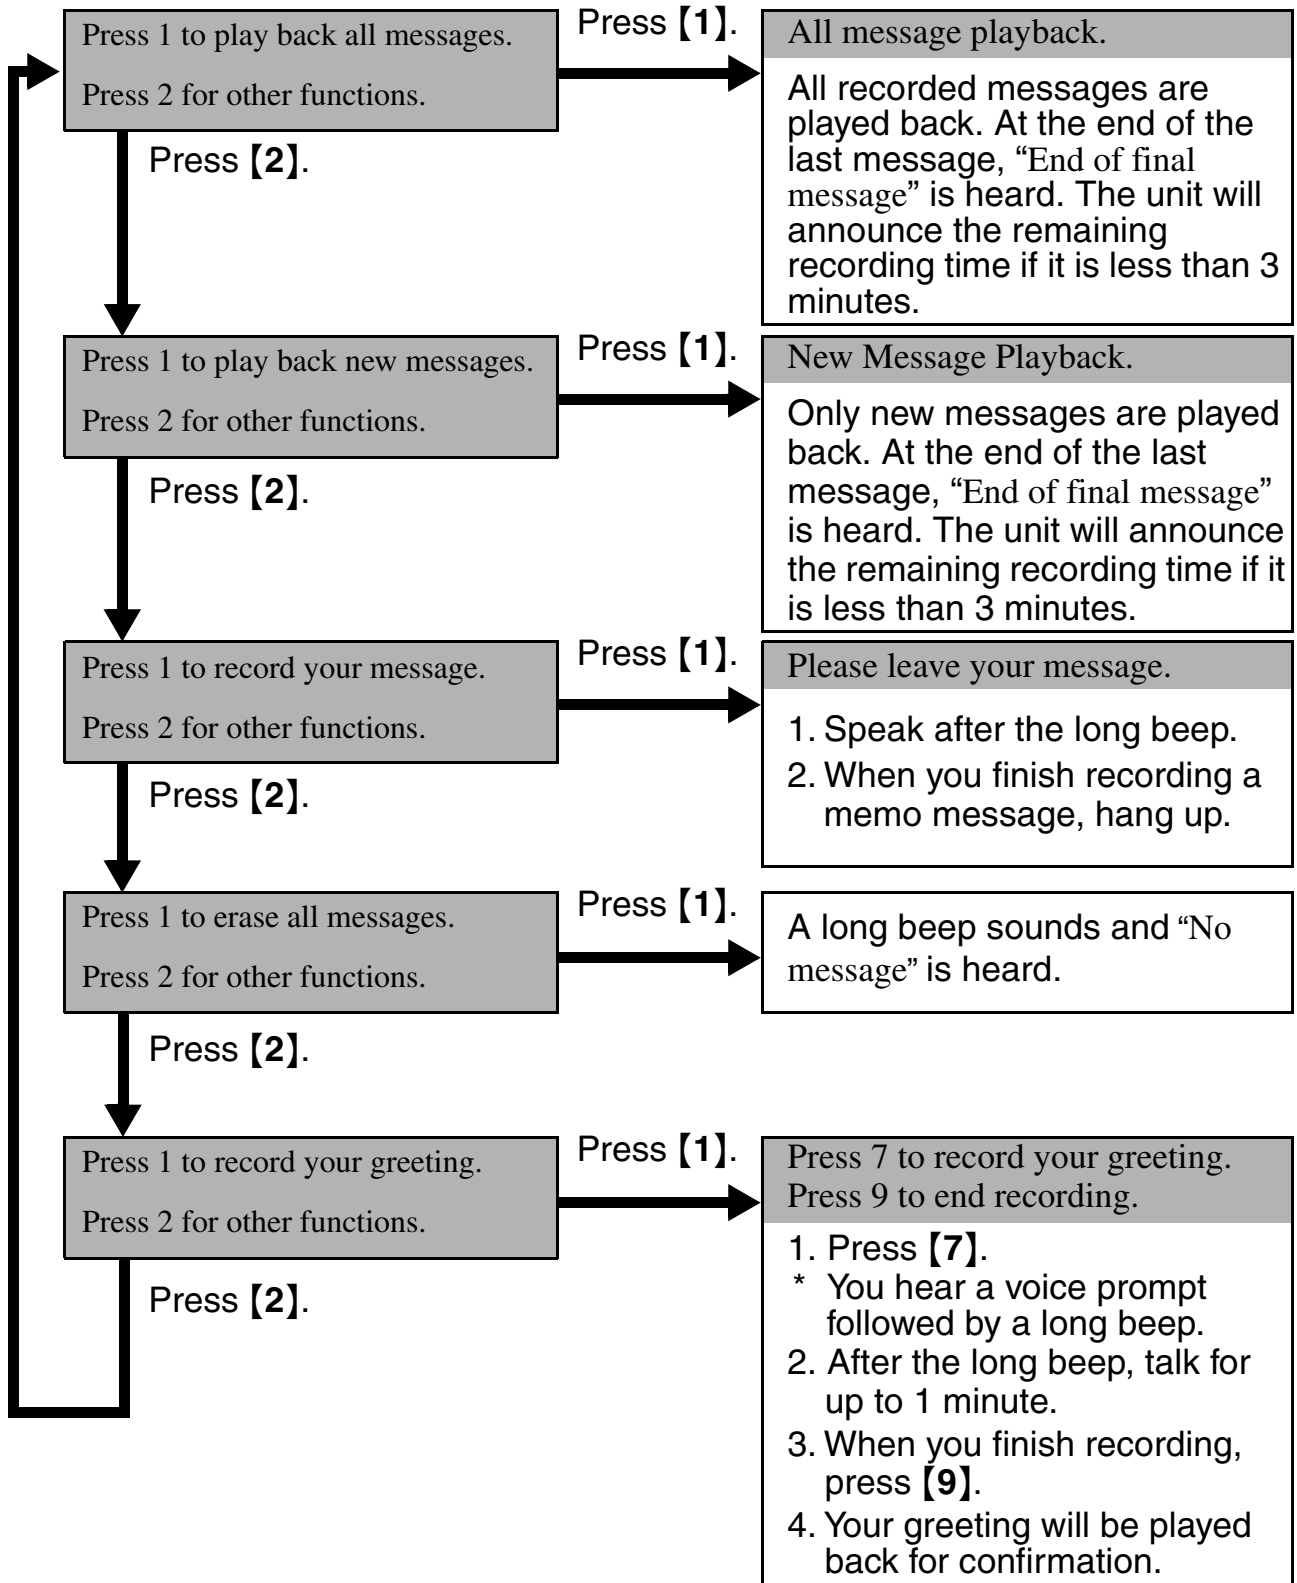 Press 1 to play back all messages.
Press 2 for other functions.
Press 【1】.
All message playback.
All recorded messages are
played back. At the end of the
last message, “End of final
message” is heard. The unit will
announce the remaining
recording time if it is less than 3
minutes.
Press 【2】.
Press 1 to play back new messages.
Press 2 for other functions.
Press 【1】.
New Message Playback.
Only new messages are played
back. At the end of the last
message, “End of final message”
is heard. The unit will announce
the remaining recording time if it
is less than 3 minutes.
Press 【2】.
Press 1 to record your message.
Press 2 for other functions.
Press 【1】.
Please leave your message.
1. Speak after the long beep.
2. When you finish recording a
memo message, hang up.
Press 【2】.
Press 1 to erase all messages.
Press 2 for other functions.
Press 【1】.
A long beep sounds and “No
message” is heard.
Press 【2】.
Press 1 to record your greeting.
Press 2 for other functions.
Press 【1】.
Press 7 to record your greeting.
Press 9 to end recording.
1. Press 【7】.
* You hear a voice prompt
followed by a long beep.
2. After the long beep, talk for
up to 1 minute.
3. When you finish recording,
press 【9】.
4. Your greeting will be played
back for confirmation.
Press 【2】.